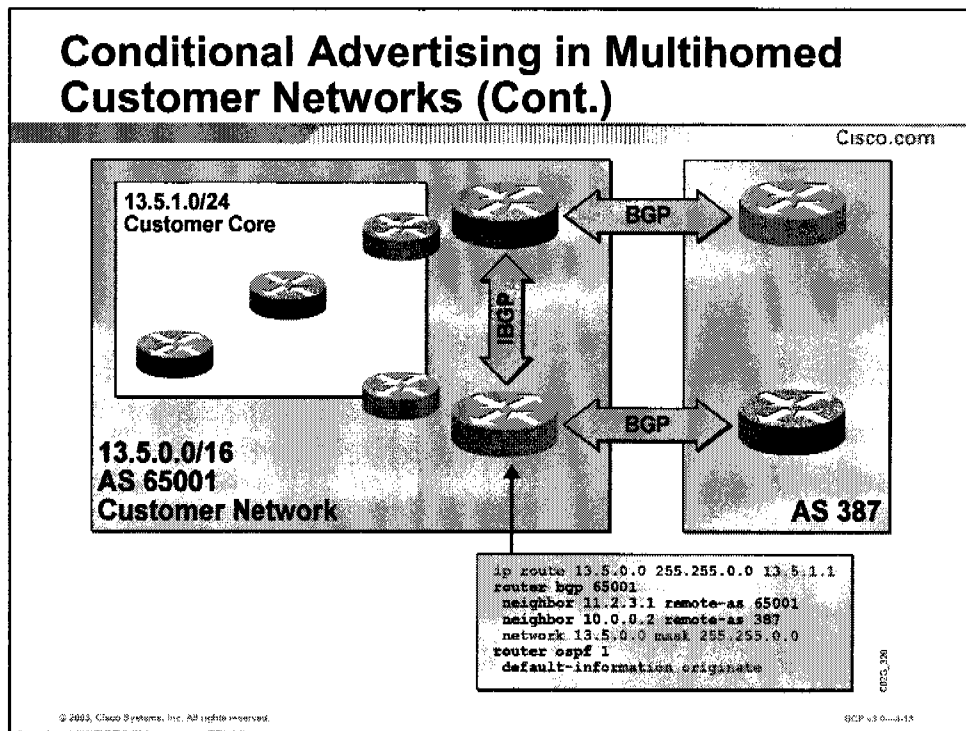 Conditional Advertising in Multihomed
Customer Networks (Cont.)
Cisco.com
13.5.1.0/24
Customer Core
BGP
IBGP
BGP
13.5.0.0/16
AS 65001
Customer Network
AS 387
ip route 13.5.0.0 255.255.0.0 13.5.1.1
router bgp 65001
neighbor 11.2.3.1 remote-as 65001
neighbor 10.0.0.2 remote-as 387
network 13.5.0.0 mask 255.255.0.0
router ospf 1
default-information originate
© 2003, Cisco Systems, Inc. All rights reserved.